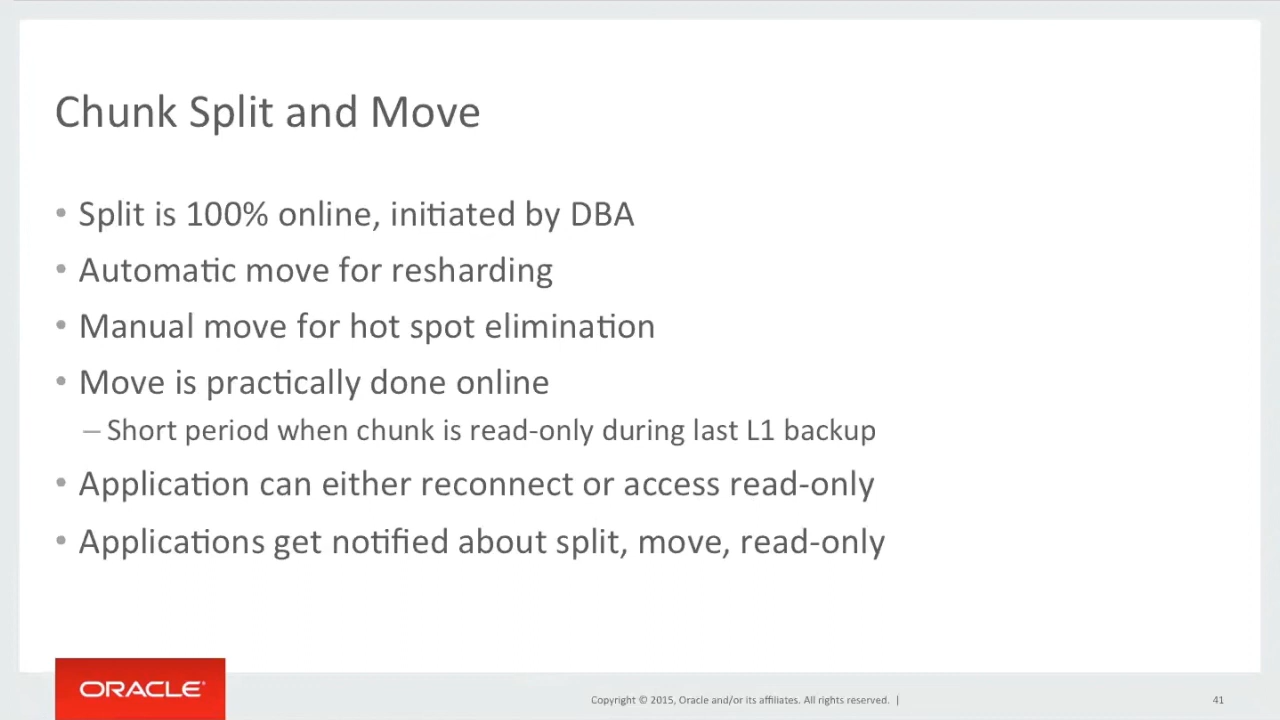 Chunk Split and Move
• Split is 100% online, initiated by DBA
• Automatic move for resharding
• Manual move for hot spot elimination
• Move is practically done online
– Short period when chunk is read-only during last L1 backup
• Application can either reconnect or access read-only
• Applications get notified about split, move, read-only
ORACLE®
Copyright © 2015, Oracle and/or its affiliates. All rights reserved. |
41